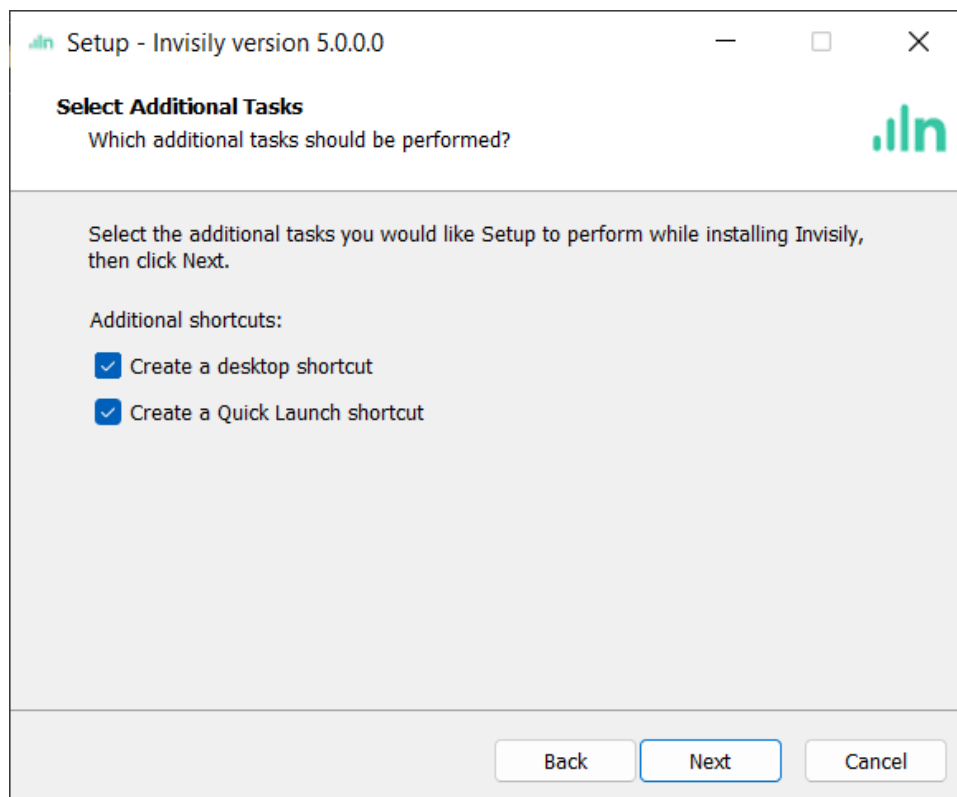 Setup - Invisily version 5.0.0.0
Select Additional Tasks
Which additional tasks should be performed?
Select the additional tasks you would like Setup to perform while installing Invisily,
then click Next.
Additional shortcuts:
Create a desktop shortcut
Create a Quick Launch shortcut
Back Next Cancel